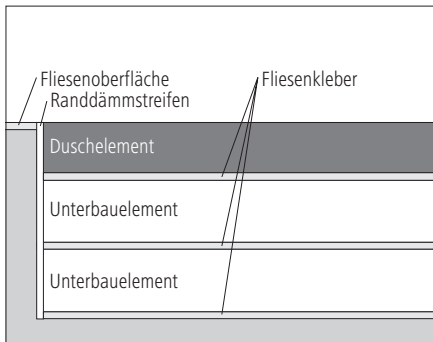 Fliesenoberfläche
Fliesenkleber
Randdämmstreifen
Duschelement
Unterbauelement
Unterbauelement